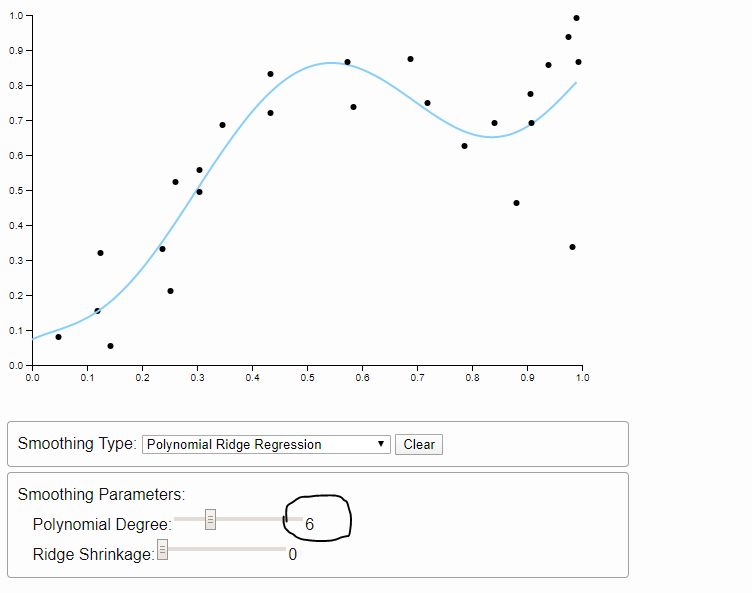 1.0
0.9
0.8
0.7
0.6
0.5
0.4
0.3
0.2
0.1
0.0
0.0 0.1 0.2 0.3 0.4 0.5 0.6 0.7 0.8 0.9 1.0
Smoothing Type: Polynomial Ridge Regression Clear
Smoothing Parameters:
Polynomial Degree: 6
Ridge Shrinkage: 0